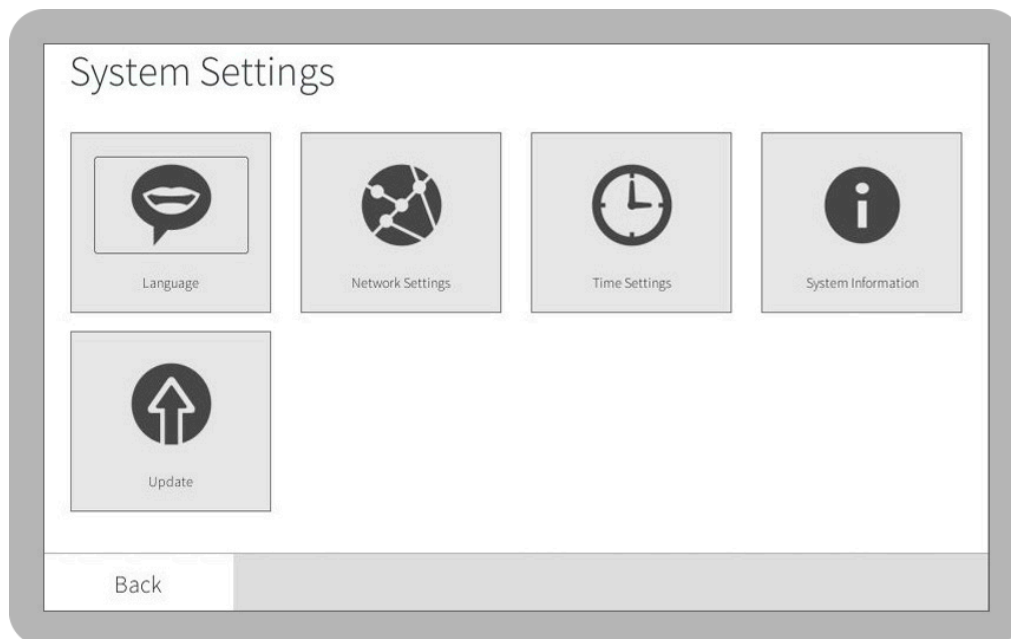 System Settings
Language
Network Settings
Time Settings
System Information
Update
Back